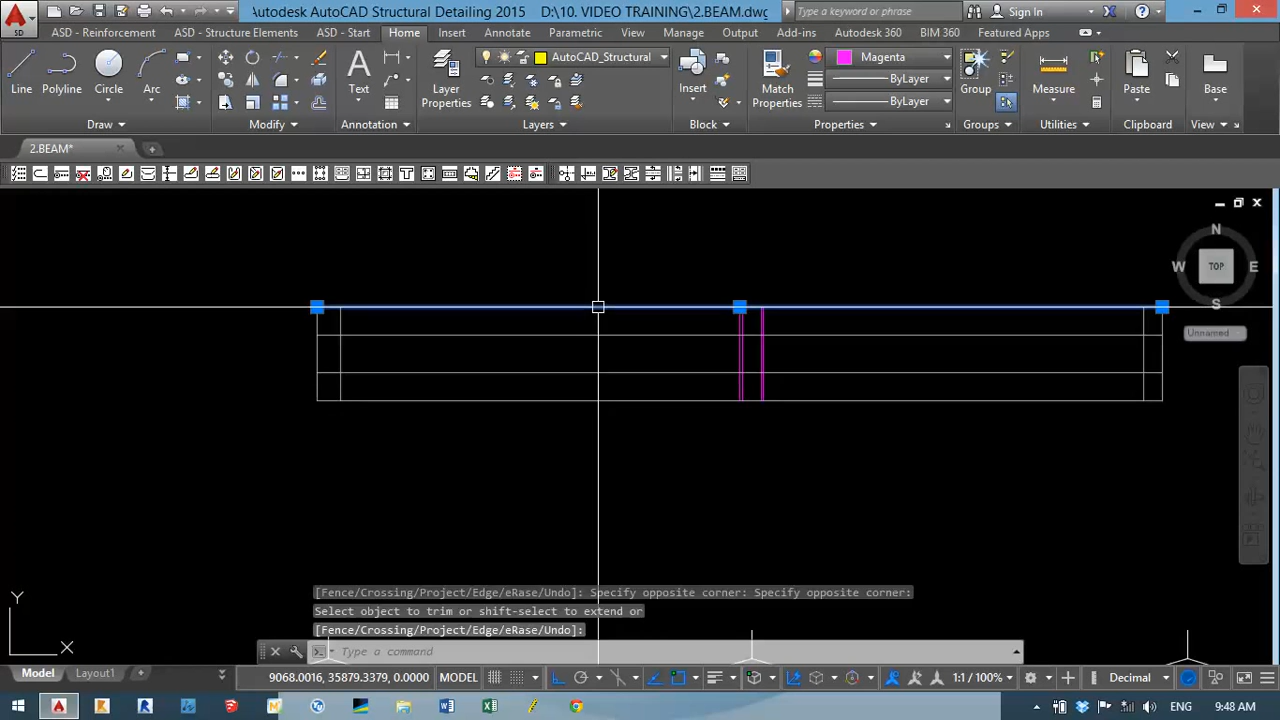 Autodesk AutoCAD Structural Detailing 2015 D:\10. VIDEO TRAINING\2.BEAM.dwg
Type a keyword or phrase
Sign In
SD
ASD - Reinforcement
ASD - Structure Elements
ASD - Start
Home
Insert
Annotate
Parametric
View
Manage
Output
Add-ins
Autodesk 360
BIM 360
Featured Apps
Line
Polyline
Circle
Arc
Text
Layer
Properties
AutoCAD_Structural
Insert
Match
Properties
Magenta
ByLayer
ByLayer
Group
Measure
Paste
Base
Draw
Modify
Annotation
Layers
Block
Properties
Groups
Utilities
Clipboard
View
2.BEAM*
N
W
TOP
E
S
Unnamed
Y
X
[Fence/Crossing/Project/Edge/eRase/Undo]: Specify opposite corner: Specify opposite corner:
Select object to trim or shift-select to extend or
[Fence/Crossing/Project/Edge/eRase/Undo]:
Type a command
Model
Layout1
9068.0016, 35879.3379, 0.0000
MODEL
1:1 / 100%
Decimal
ENG
9:48 AM